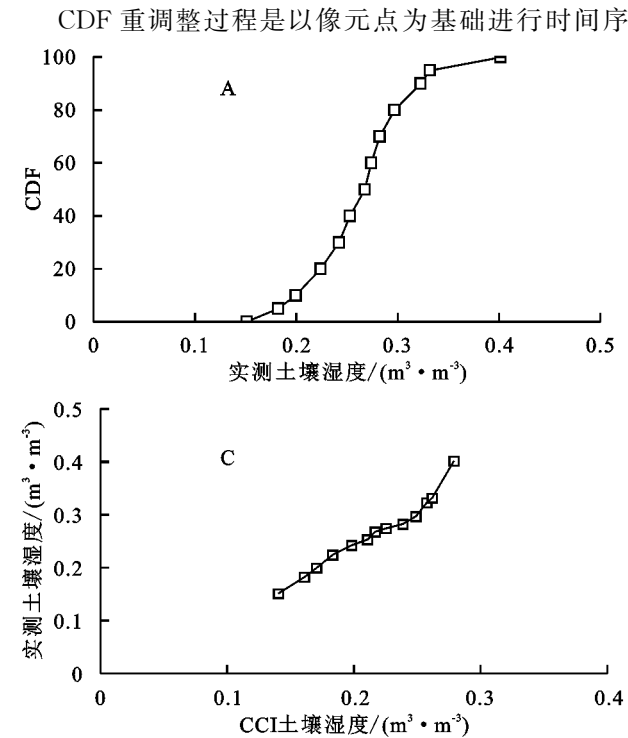 CDF 重调整过程是以像元点为基础进行时间序
A
CDF
100
80
60
40
20
0
0 0.1 0.2 0.3 0.4 0.5
实测土壤湿度/(m³·m⁻³)
C
实测土壤湿度/(m³·m⁻³)
0.5
0.4
0.3
0.2
0.1
0
0 0.1 0.2 0.3 0.4
CCI土壤湿度/(m³·m⁻³)